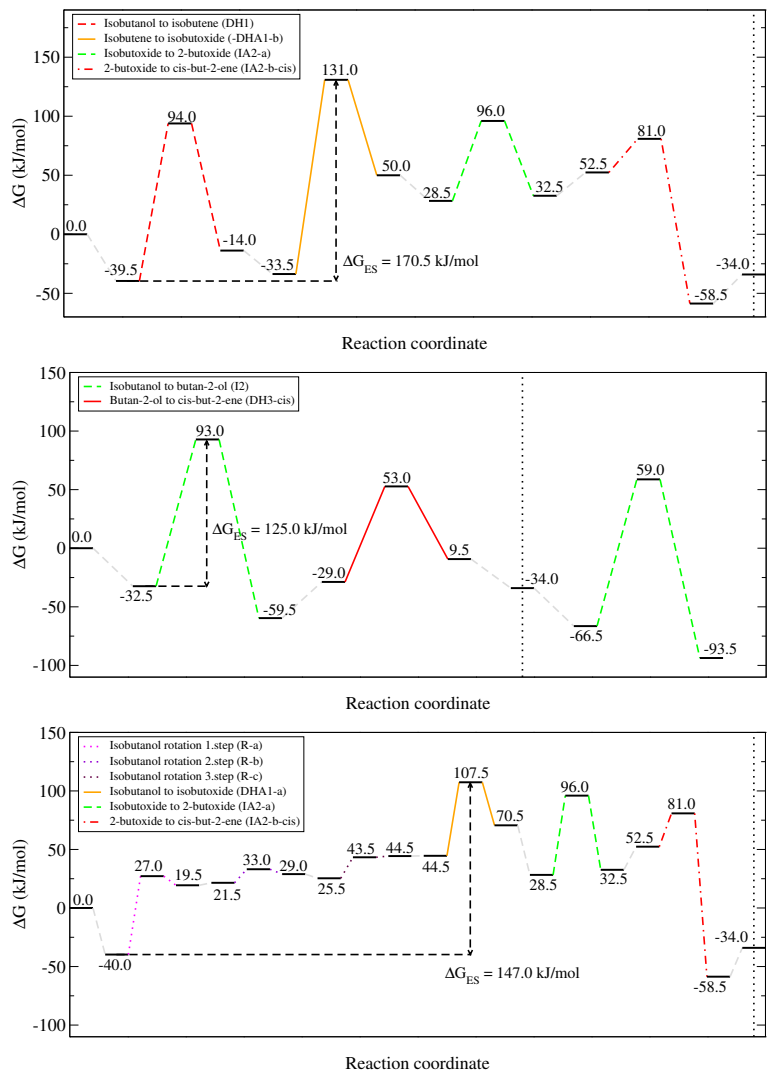 Isobutanol to isobutene (DH1)
Isobutene to isobutoxide (-DHA1-b)
Isobutoxide to 2-butoxide (IA2-a)
2-butoxide to cis-but-2-ene (IA2-b-cis)
150
100
50
0
-50
ΔG (kJ/mol)
0.0
-39.5
94.0
-14.0
-33.5
131.0
50.0
28.5
96.0
32.5
52.5
81.0
-58.5
-34.0
ΔG_ES = 170.5 kJ/mol
Reaction coordinate
Isobutanol to butan-2-ol (I2)
Butan-2-ol to cis-but-2-ene (DH3-cis)
150
100
50
0
-50
-100
ΔG (kJ/mol)
0.0
-32.5
93.0
-59.5
-29.0
53.0
9.5
-34.0
-66.5
59.0
-93.5
ΔG_ES = 125.0 kJ/mol
Reaction coordinate
Isobutanol rotation 1.step (R-a)
Isobutanol rotation 2.step (R-b)
Isobutanol rotation 3.step (R-c)
Isobutanol to isobutoxide (DHA1-a)
Isobutoxide to 2-butoxide (IA2-a)
2-butoxide to cis-but-2-ene (IA2-b-cis)
150
100
50
0
-50
-100
ΔG (kJ/mol)
0.0
-40.0
27.0
19.5
21.5
33.0
29.0
25.5
43.5
44.5
44.5
107.5
70.5
28.5
96.0
32.5
52.5
81.0
-58.5
-34.0
ΔG_ES = 147.0 kJ/mol
Reaction coordinate